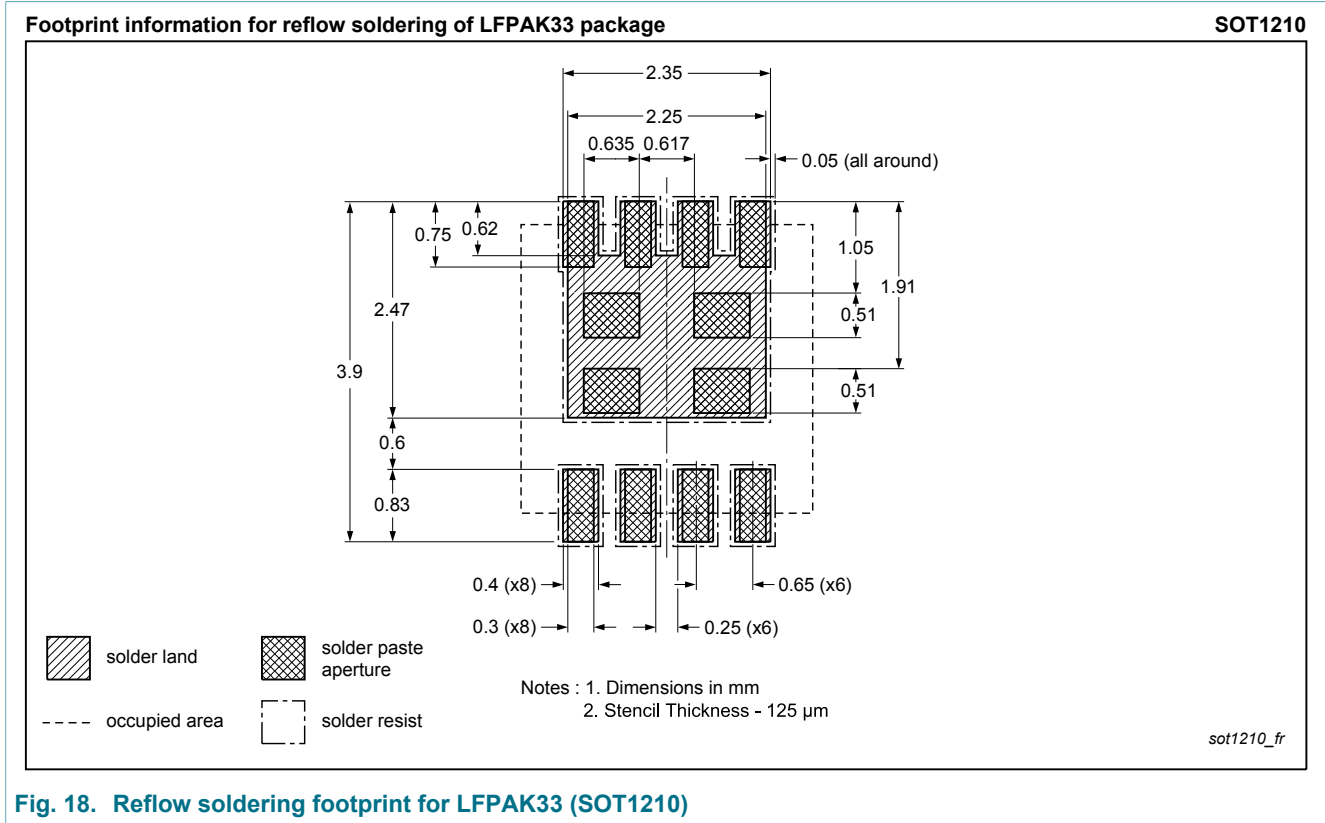 Footprint information for reflow soldering of LFPAK33 package SOT1210
2.35
2.25
0.635 0.617
0.05 (all around)
0.75 0.62
1.05
1.91
2.47
0.51
3.9
0.51
0.6
0.83
0.4 (x8)
0.65 (x6)
0.3 (x8)
0.25 (x6)
solder land
solder paste
aperture
occupied area
solder resist
Notes : 1. Dimensions in mm
2. Stencil Thickness - 125 µm
sot1210_fr
Fig. 18. Reflow soldering footprint for LFPAK33 (SOT1210)